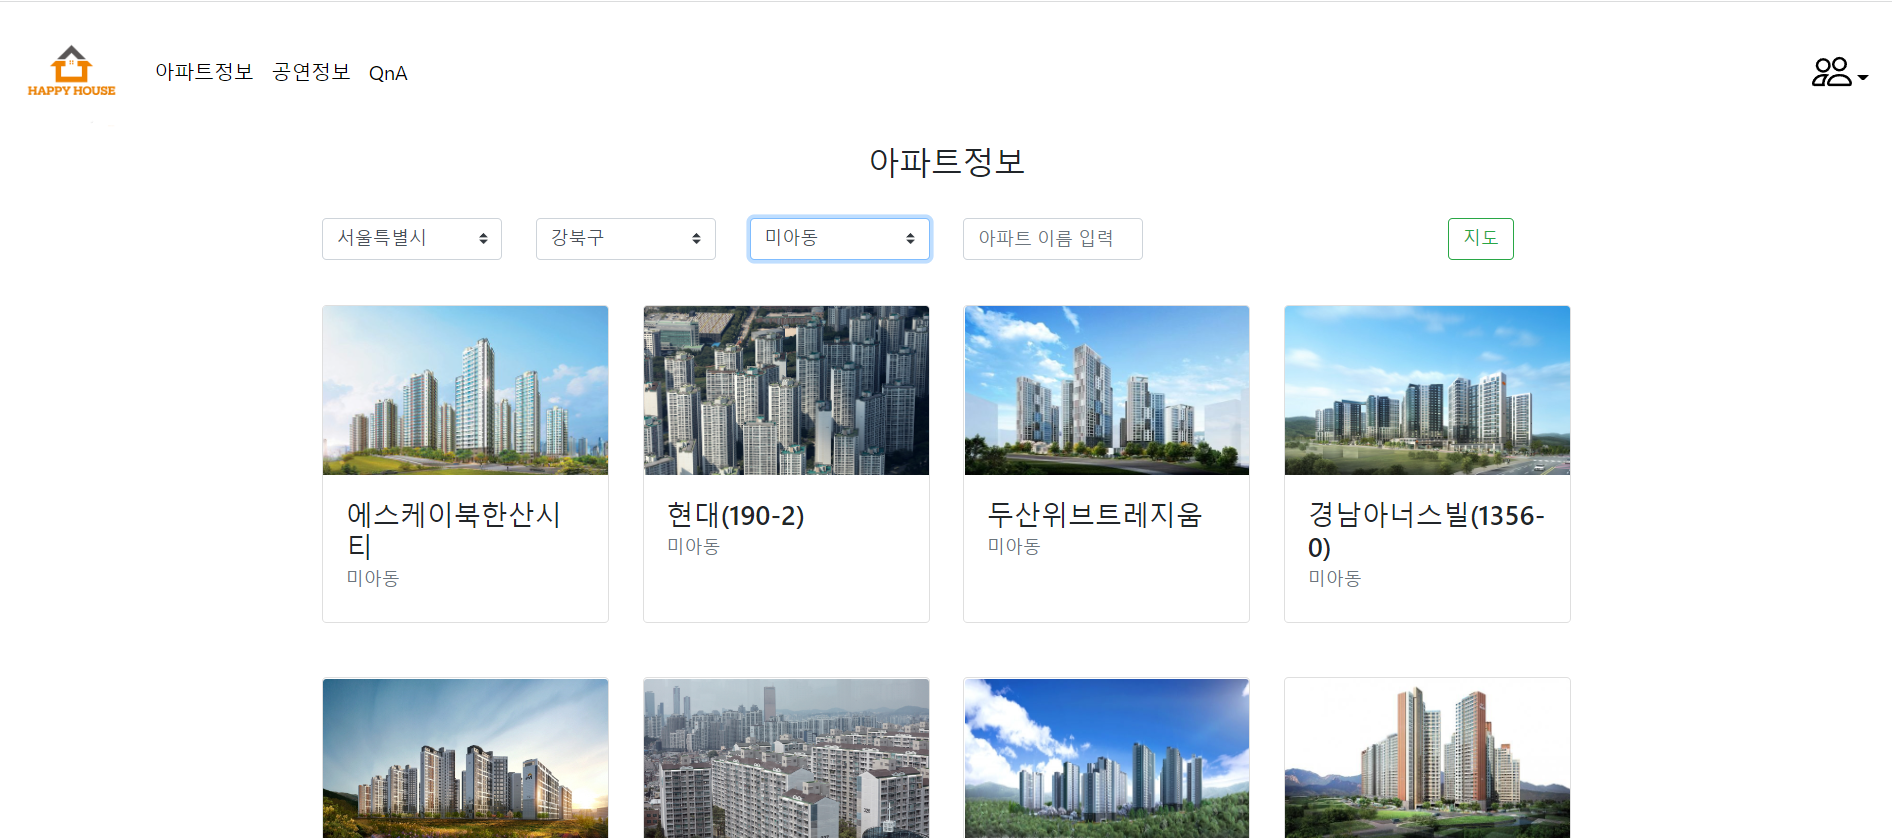 HAPPY HOUSE
아파트정보 공연정보 QnA
아파트정보
서울특별시 강북구 미아동 아파트 이름 입력 지도
에스케이북한산시
티
미아동
현대(190-2)
미아동
두산위브트레지움
미아동
경남아너스빌(1356-
0)
미아동